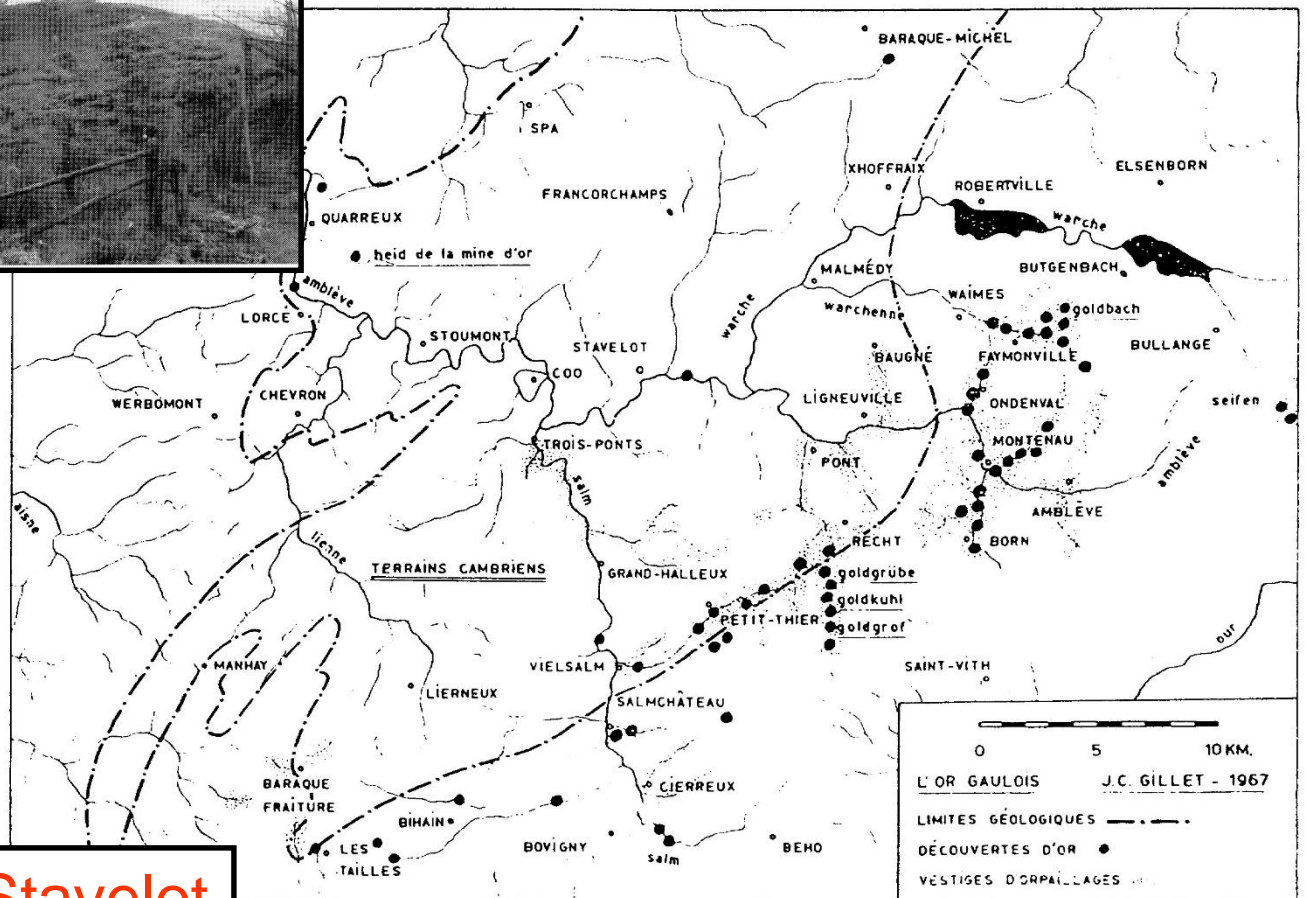 BARAQUE-MICHEL
SPA
XHOFFRAIX
ELSENBORN
ROBERTVILLE
FRANCORCHAMPS
QUARREUX
warche
heid de la mine d'or
MALMÉDY
BUTGENBACH
amblève
WAIMES
goldbach
LORCÉ
warchenne
STOUMONT
STAVELOT
warche
BAUGNÉ
FAYMONVILLE
BULLANGE
COO
WERBOMONT
CHEVRON
LIGNEUVILLE
ONDENVAL
seifen
TROIS-PONTS
MONTENAU
PONT
amblève
salm
AMBLÈVE
aisne
RECHT
BORN
lienne
TERRAINS CAMBRIENS
GRAND-HALLEUX
goldgrübe
goldkuhl
PETIT-THIER
goldgrof
our
MANHAY
VIELSALM
SAINT-VITH
LIERNEUX
SALMCHÂTEAU
0 5 10 KM.
BARAQUE
FRAITURE
CIERREUX
L'OR GAULOIS J.C. GILLET - 1967
BIHAIN
LIMITES GÉOLOGIQUES
LES
TAILLES
BOVIGNY
salm
BEHO
DÉCOUVERTES D'OR
VESTIGES D'ORPAILLAGES
Stavelot